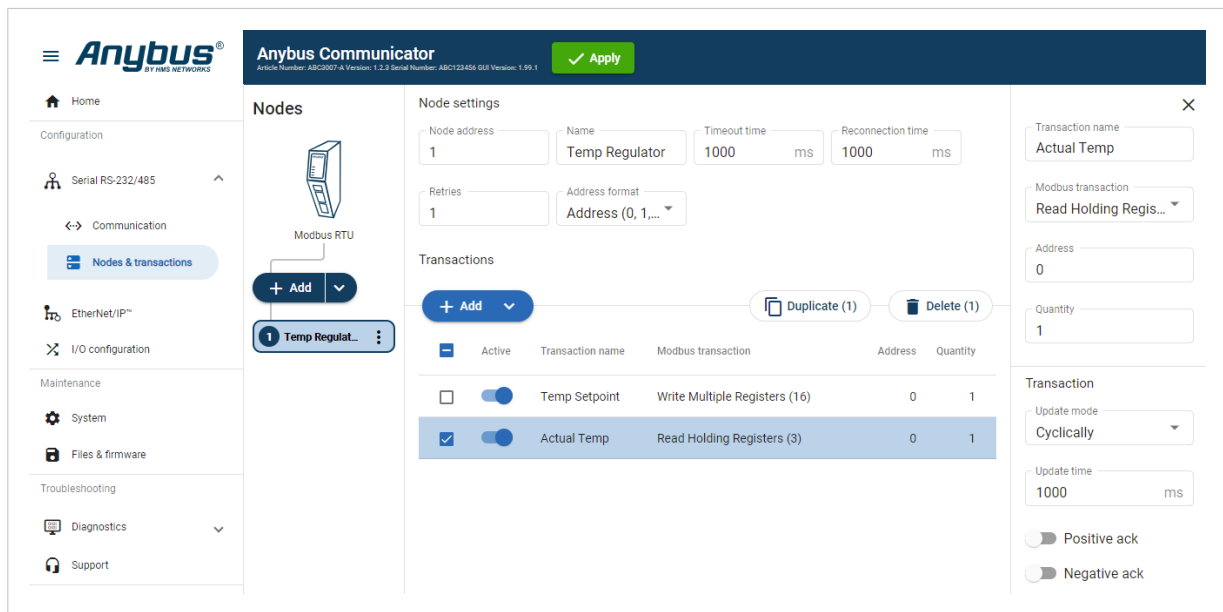 Anybus®
BY HMS NETWORKS
Anybus Communicator
Article Number: ABC3007-A Version: 1.2.3 Serial Number: ABC123456 GUI Version: 1.99.1
Apply
Home
Configuration
Serial RS-232/485
Communication
Nodes & transactions
EtherNet/IP™
I/O configuration
Maintenance
System
Files & firmware
Troubleshooting
Diagnostics
Support
Nodes
Modbus RTU
+ Add
1 Temp Regulat...
Node settings
Node address
1
Name
Temp Regulator
Timeout time
1000 ms
Reconnection time
1000 ms
Retries
1
Address format
Address (0, 1,...
Transactions
+ Add
Duplicate (1)
Delete (1)
Active Transaction name Modbus transaction Address Quantity
Temp Setpoint Write Multiple Registers (16) 0 1
Actual Temp Read Holding Registers (3) 0 1
Transaction name
Actual Temp
Modbus transaction
Read Holding Regis...
Address
0
Quantity
1
Transaction
Update mode
Cyclically
Update time
1000 ms
Positive ack
Negative ack